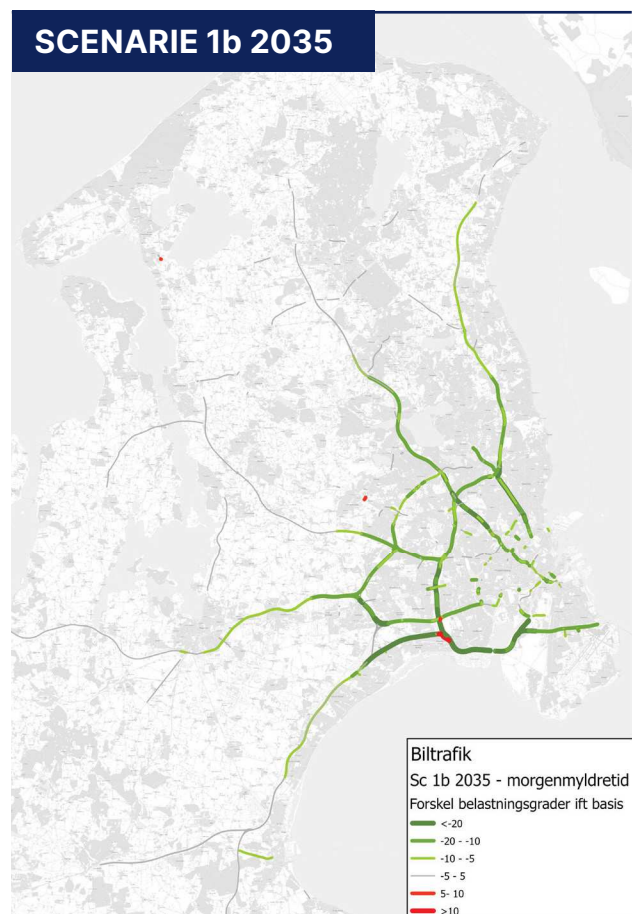 SCENARIE 1b 2035
Biltrafik
Sc 1b 2035 - morgenmyldretid
Forskel belastningsgrader ift basis
<-20
-20 - -10
-10 - -5
-5 - 5
5- 10
>10